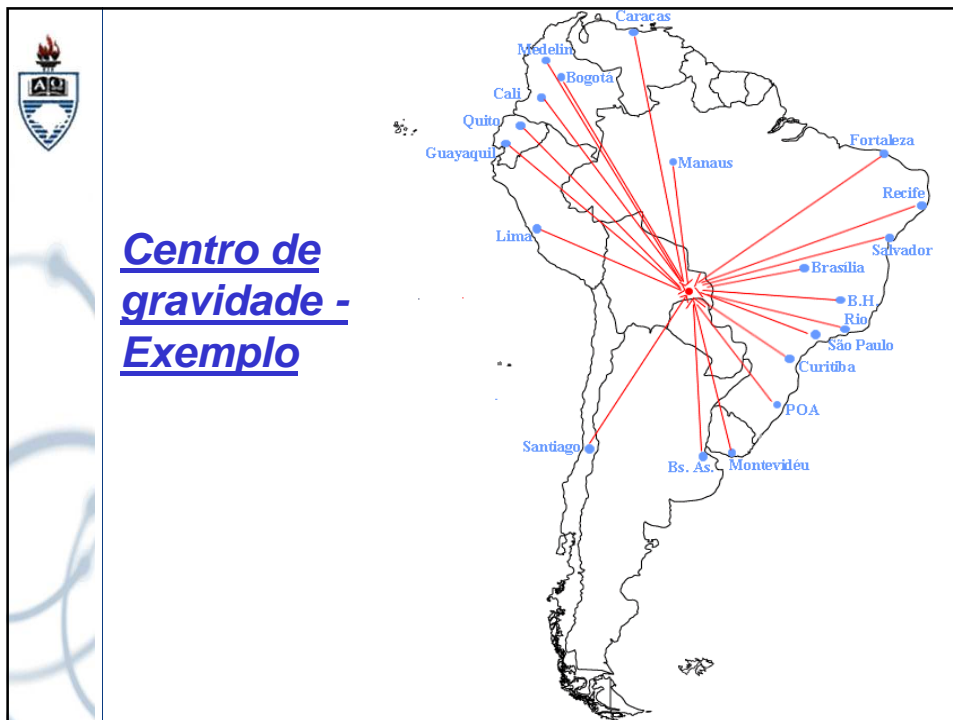 Centro de
gravidade -
Exemplo
Caracas
Medelin
Bogotá
Cali
Quito
Guayaquil
Manaus
Fortaleza
Recife
Lima
Salvador
Brasília
B.H.
Rio
São Paulo
Curitiba
POA
Santiago
Bs. As.
Montevidéu